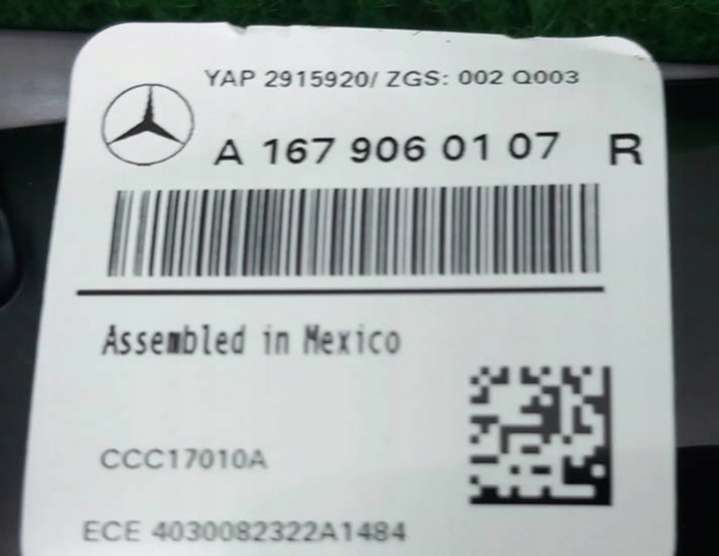 YAP 2915920/ ZGS: 002 Q003
A 167 906 01 07 R
Assembled in Mexico
CCC17010A
ECE 4030082322A1484